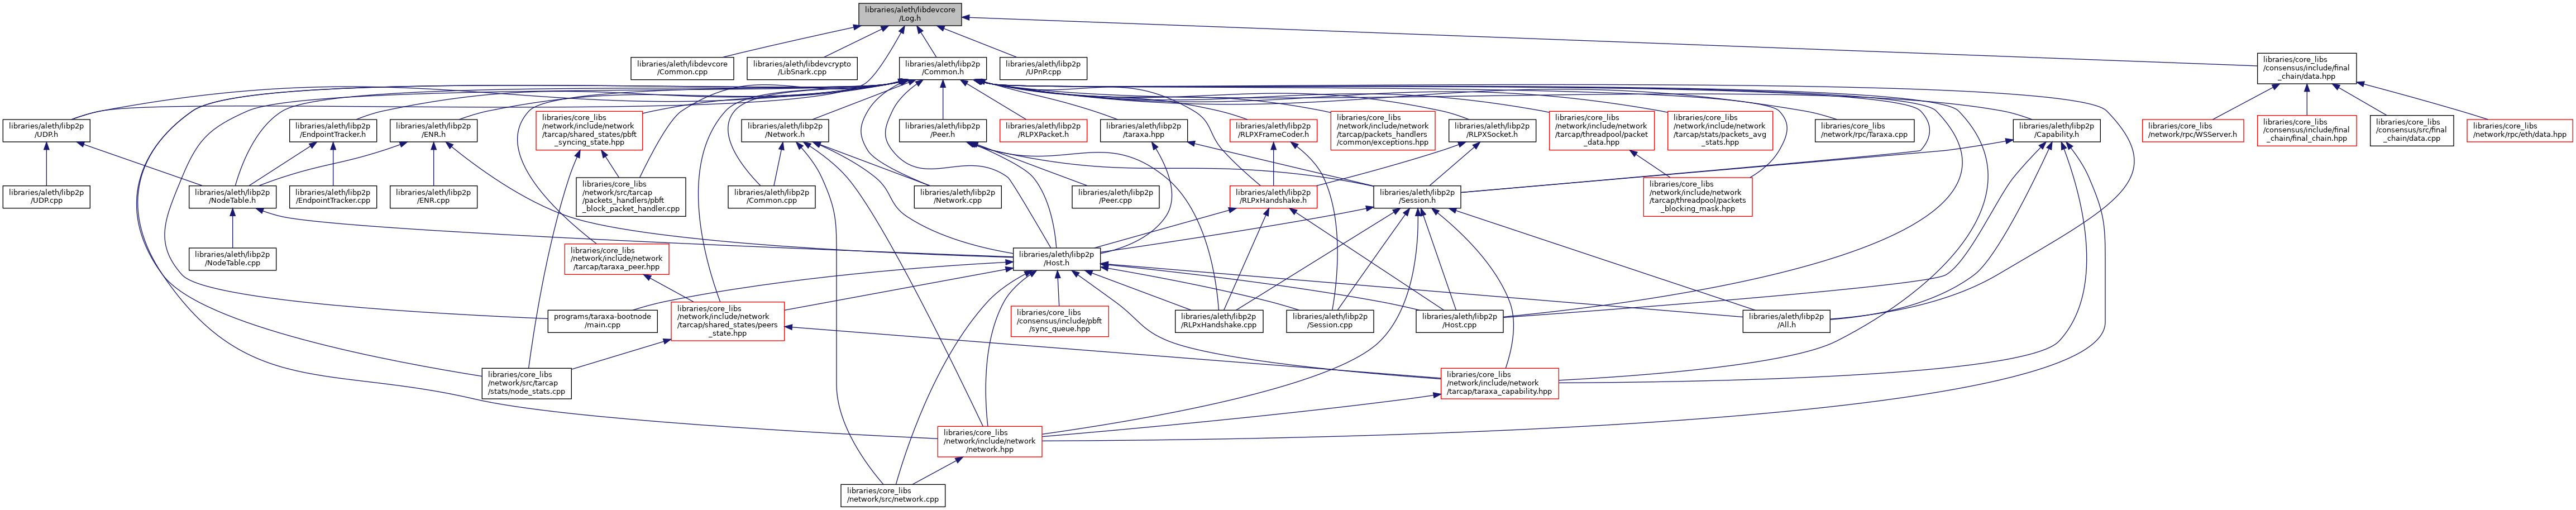 libraries/aleth/libdevcore
/Log.h
libraries/aleth/libdevcore
/Common.cpp
libraries/aleth/libdevcrypto
/LibSnark.cpp
libraries/aleth/libp2p
/Common.h
libraries/aleth/libp2p
/UPnP.cpp
libraries/core_libs
/consensus/include/final
_chain/data.hpp
libraries/aleth/libp2p
/UDP.h
libraries/aleth/libp2p
/EndpointTracker.h
libraries/aleth/libp2p
/ENR.h
libraries/core_libs
/network/include/network
/tarcap/shared_states/pbft
_syncing_state.hpp
libraries/aleth/libp2p
/Network.h
libraries/aleth/libp2p
/Peer.h
libraries/aleth/libp2p
/RLPXPacket.h
libraries/aleth/libp2p
/taraxa.hpp
libraries/aleth/libp2p
/RLPXFrameCoder.h
libraries/core_libs
/network/include/network
/tarcap/packets_handlers
/common/exceptions.hpp
libraries/aleth/libp2p
/RLPXSocket.h
libraries/core_libs
/network/include/network
/tarcap/threadpool/packet
_data.hpp
libraries/core_libs
/network/include/network
/tarcap/stats/packets_avg
_stats.hpp
libraries/core_libs
/network/rpc/Taraxa.cpp
libraries/aleth/libp2p
/Capability.h
libraries/core_libs
/network/rpc/WSServer.h
libraries/core_libs
/consensus/include/final
_chain/final_chain.hpp
libraries/core_libs
/consensus/src/final
_chain/data.cpp
libraries/core_libs
/network/rpc/eth/data.hpp
libraries/aleth/libp2p
/UDP.cpp
libraries/aleth/libp2p
/NodeTable.h
libraries/aleth/libp2p
/EndpointTracker.cpp
libraries/aleth/libp2p
/ENR.cpp
libraries/core_libs
/network/src/tarcap
/packets_handlers/pbft
_block_packet_handler.cpp
libraries/aleth/libp2p
/Common.cpp
libraries/aleth/libp2p
/Network.cpp
libraries/aleth/libp2p
/Peer.cpp
libraries/aleth/libp2p
/RLPxHandshake.h
libraries/aleth/libp2p
/Session.h
libraries/core_libs
/network/include/network
/tarcap/threadpool/packets
_blocking_mask.hpp
libraries/aleth/libp2p
/NodeTable.cpp
libraries/core_libs
/network/include/network
/tarcap/taraxa_peer.hpp
libraries/aleth/libp2p
/Host.h
programs/taraxa-bootnode
/main.cpp
libraries/core_libs
/network/include/network
/tarcap/shared_states/peers
_state.hpp
libraries/core_libs
/consensus/include/pbft
/sync_queue.hpp
libraries/aleth/libp2p
/RLPxHandshake.cpp
libraries/aleth/libp2p
/Session.cpp
libraries/aleth/libp2p
/Host.cpp
libraries/aleth/libp2p
/All.h
libraries/core_libs
/network/src/tarcap
/stats/node_stats.cpp
libraries/core_libs
/network/include/network
/tarcap/taraxa_capability.hpp
libraries/core_libs
/network/include/network
/network.hpp
libraries/core_libs
/network/src/network.cpp